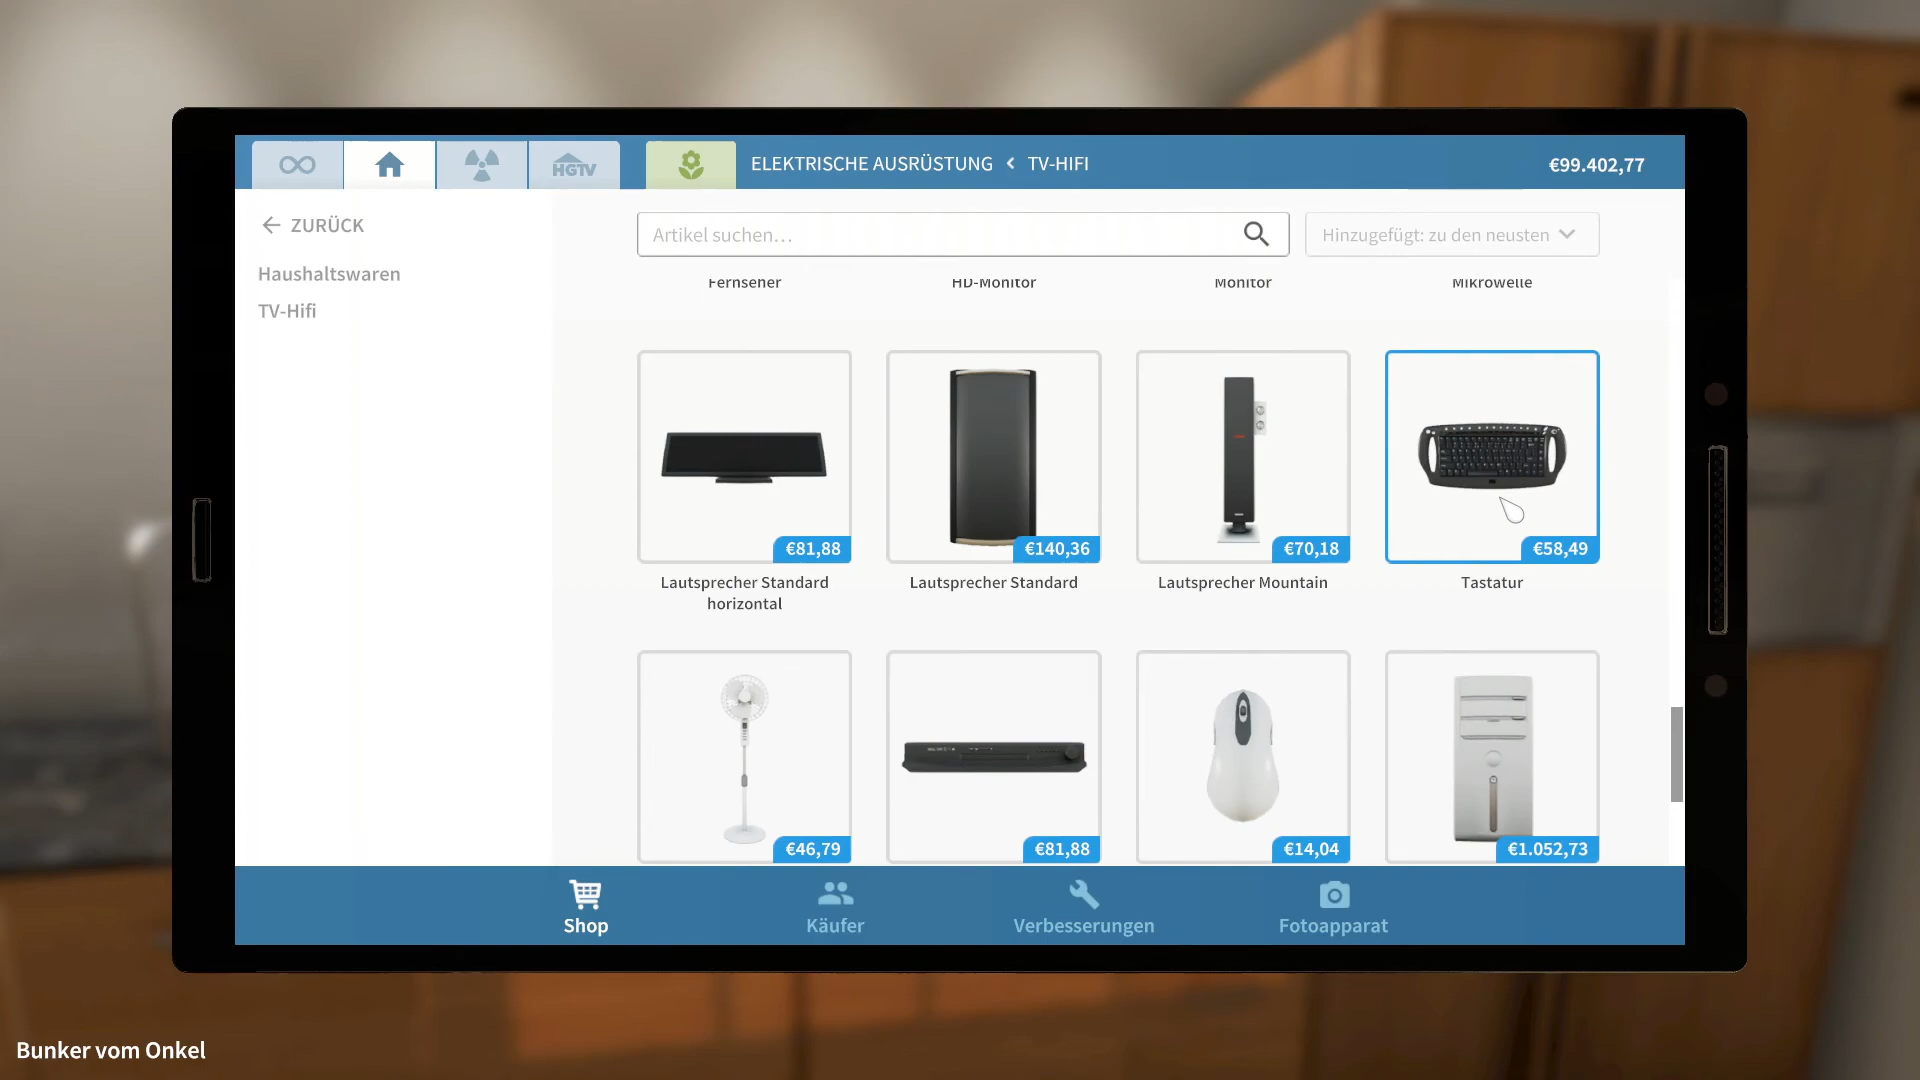 HGTV
ELEKTRISCHE AUSRÜSTUNG < TV-HIFI
€99.402,77
ZURÜCK
Haushaltswaren
TV-Hifi
Artikel suchen...
Hinzugefügt: zu den neusten
Fernseher
HD-Monitor
Monitor
Mikrowelle
€81,88
€140,36
€70,18
€58,49
Lautsprecher Standard
horizontal
Lautsprecher Standard
Lautsprecher Mountain
Tastatur
€46,79
€81,88
€14,04
€1.052,73
Shop
Käufer
Verbesserungen
Fotoapparat
Bunker vom Onkel